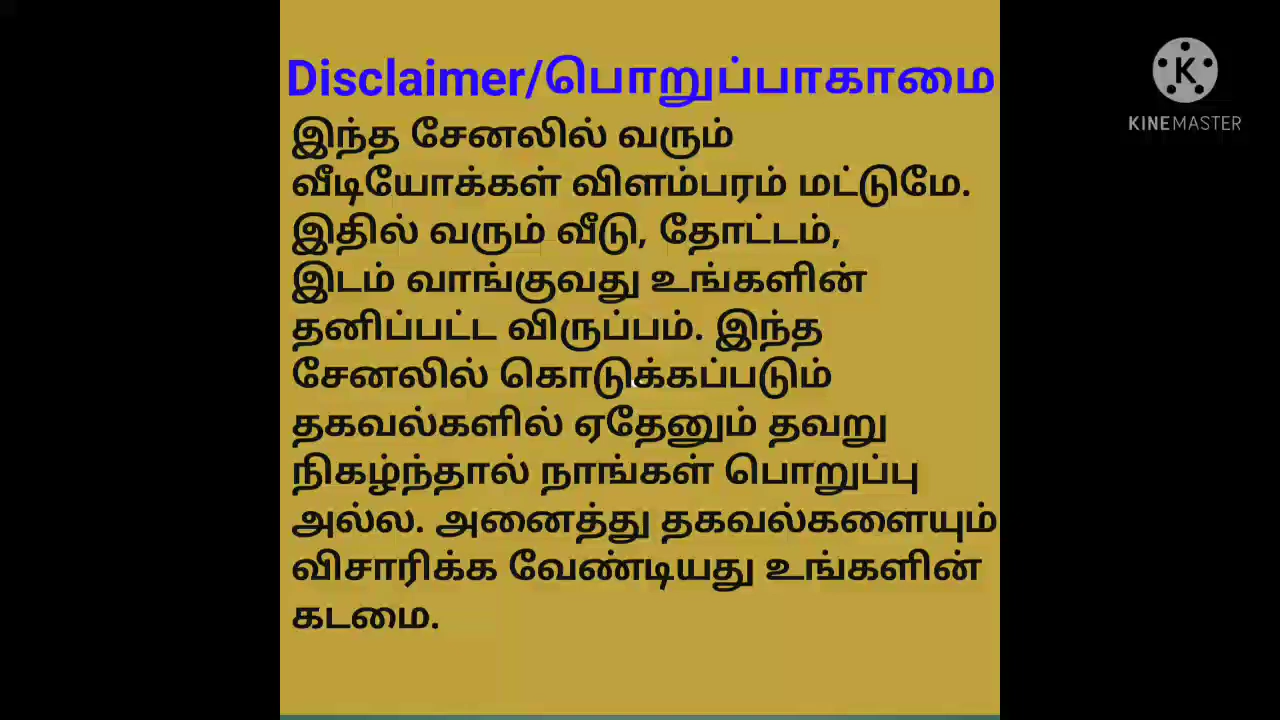 Disclaimer/பொறுப்பாகாமை
இந்த சேனலில் வரும்
வீடியோக்கள் விளம்பரம் மட்டுமே.
இதில் வரும் வீடு, தோட்டம்,
இடம் வாங்குவது உங்களின்
தனிப்பட்ட விருப்பம். இந்த
சேனலில் கொடுக்கப்படும்
தகவல்களில் ஏதேனும் தவறு
நிகழ்ந்தால் நாங்கள் பொறுப்பு
அல்ல. அனைத்து தகவல்களையும்
விசாரிக்க வேண்டியது உங்களின்
கடமை.
K
KINEMASTER